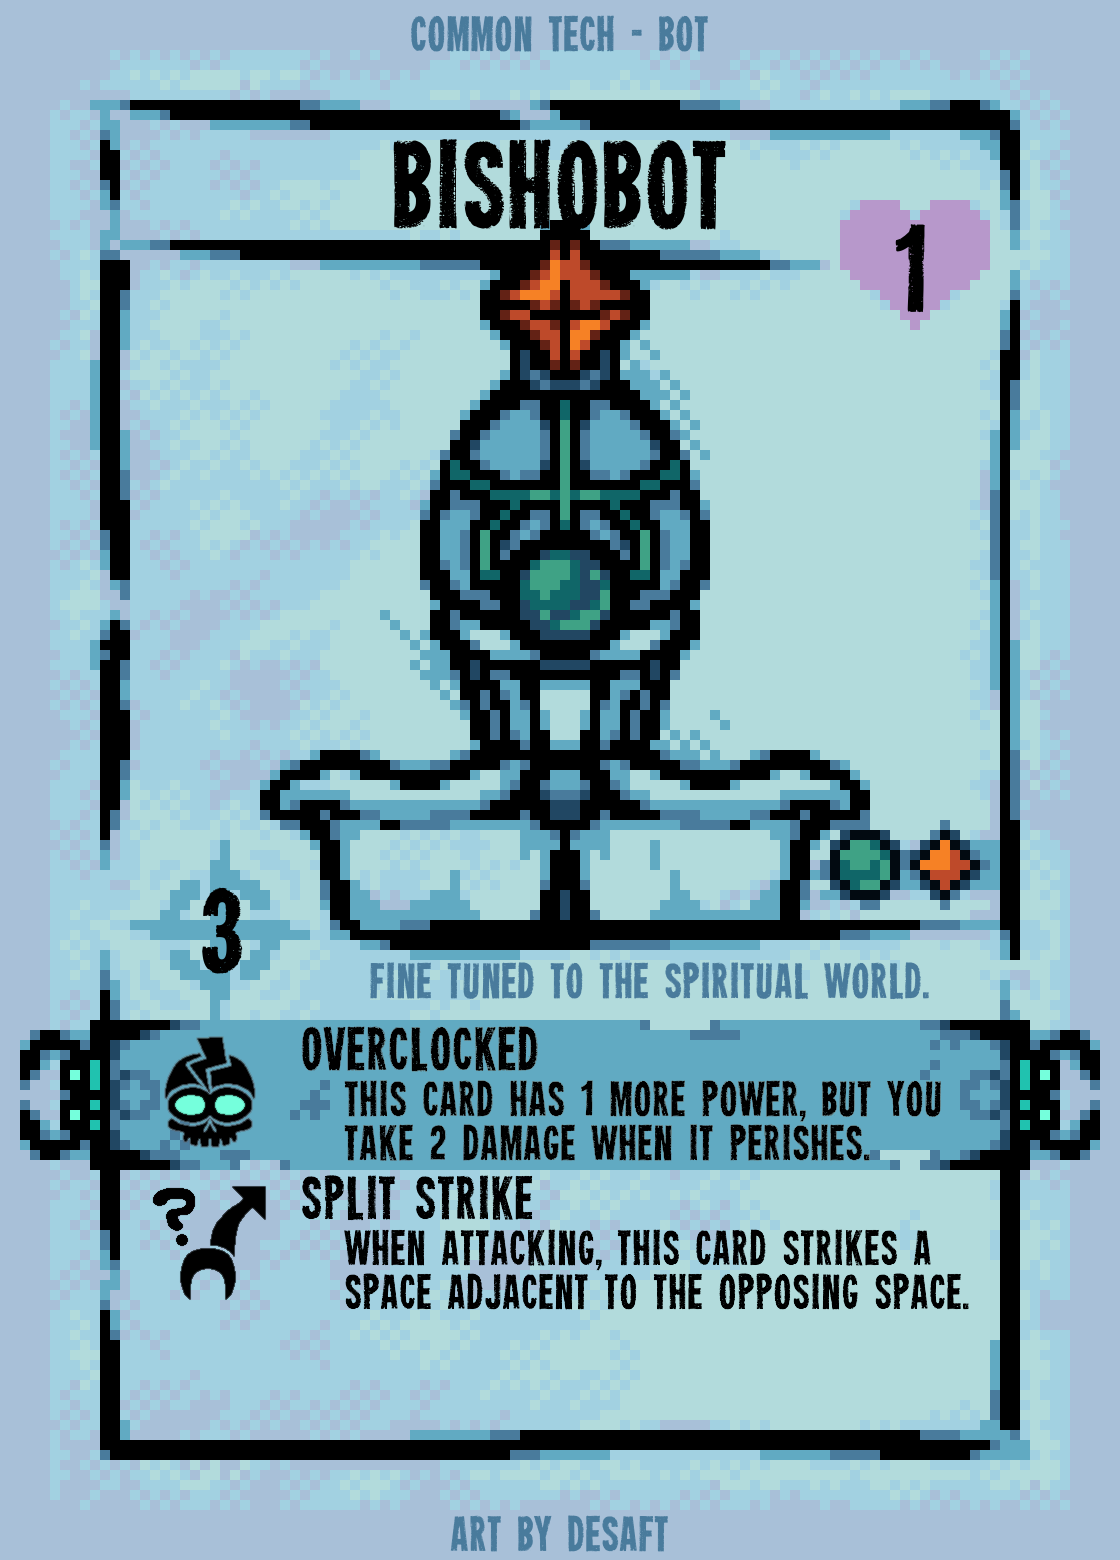 COMMON TECH - BOT
BISHOBOT
1
3
FINE TUNED TO THE SPIRITUAL WORLD.
OVERCLOCKED
THIS CARD HAS 1 MORE POWER, BUT YOU
TAKE 2 DAMAGE WHEN IT PERISHES.
?
SPLIT STRIKE
WHEN ATTACKING, THIS CARD STRIKES A
SPACE ADJACENT TO THE OPPOSING SPACE.
ART BY DESAFT